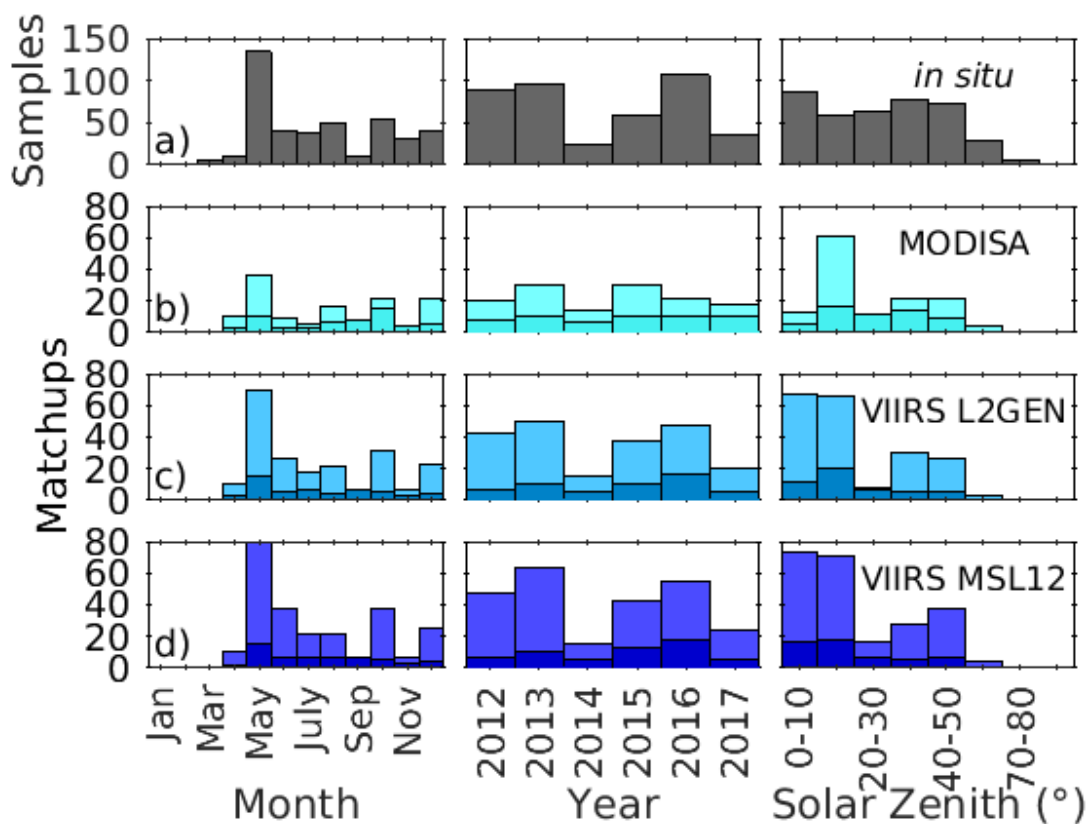 Samples
150
100
50
0
a)
in situ
Matchups
80
60
40
20
0
b)
MODISA
80
60
40
20
0
c)
VIIRS L2GEN
80
60
40
20
0
d)
VIIRS MSL12
Jan Mar May July Sep Nov
2012 2013 2014 2015 2016 2017
0-10 20-30 40-50 70-80
Month
Year
Solar Zenith (°)